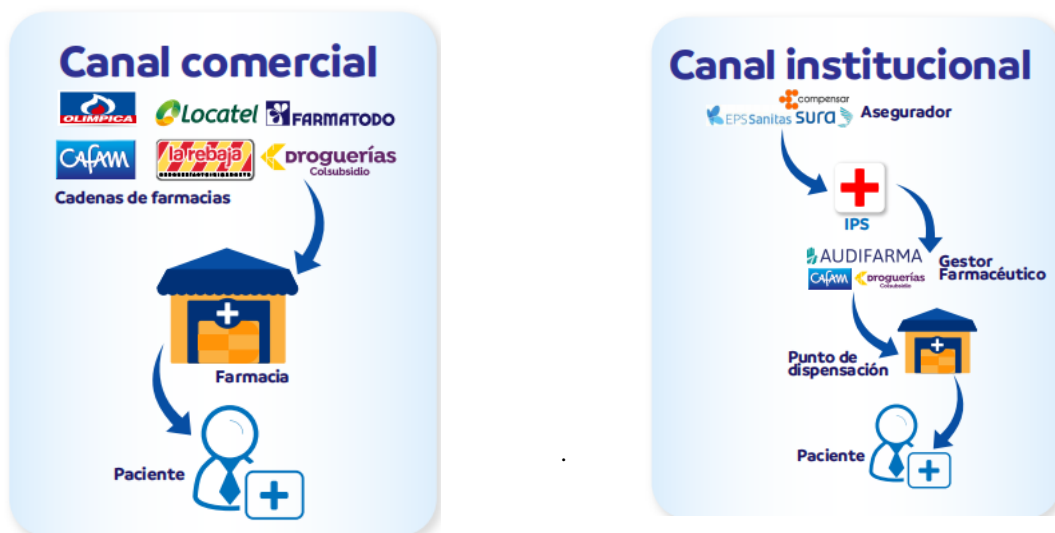 Canal comercial
OLIMPICA
Locatel
FARMATODO
CAFAM
la rebaja
Droguerías
Colsubsidio
Cadenas de farmacias
Farmacia
Paciente
.
Canal institucional
compensar
EPS Sanitas
sura
Asegurador
IPS
AUDIFARMA
CAFAM
Droguerías
Colsubsidio
Gestor
Farmacéutico
Punto de
dispensación
Paciente